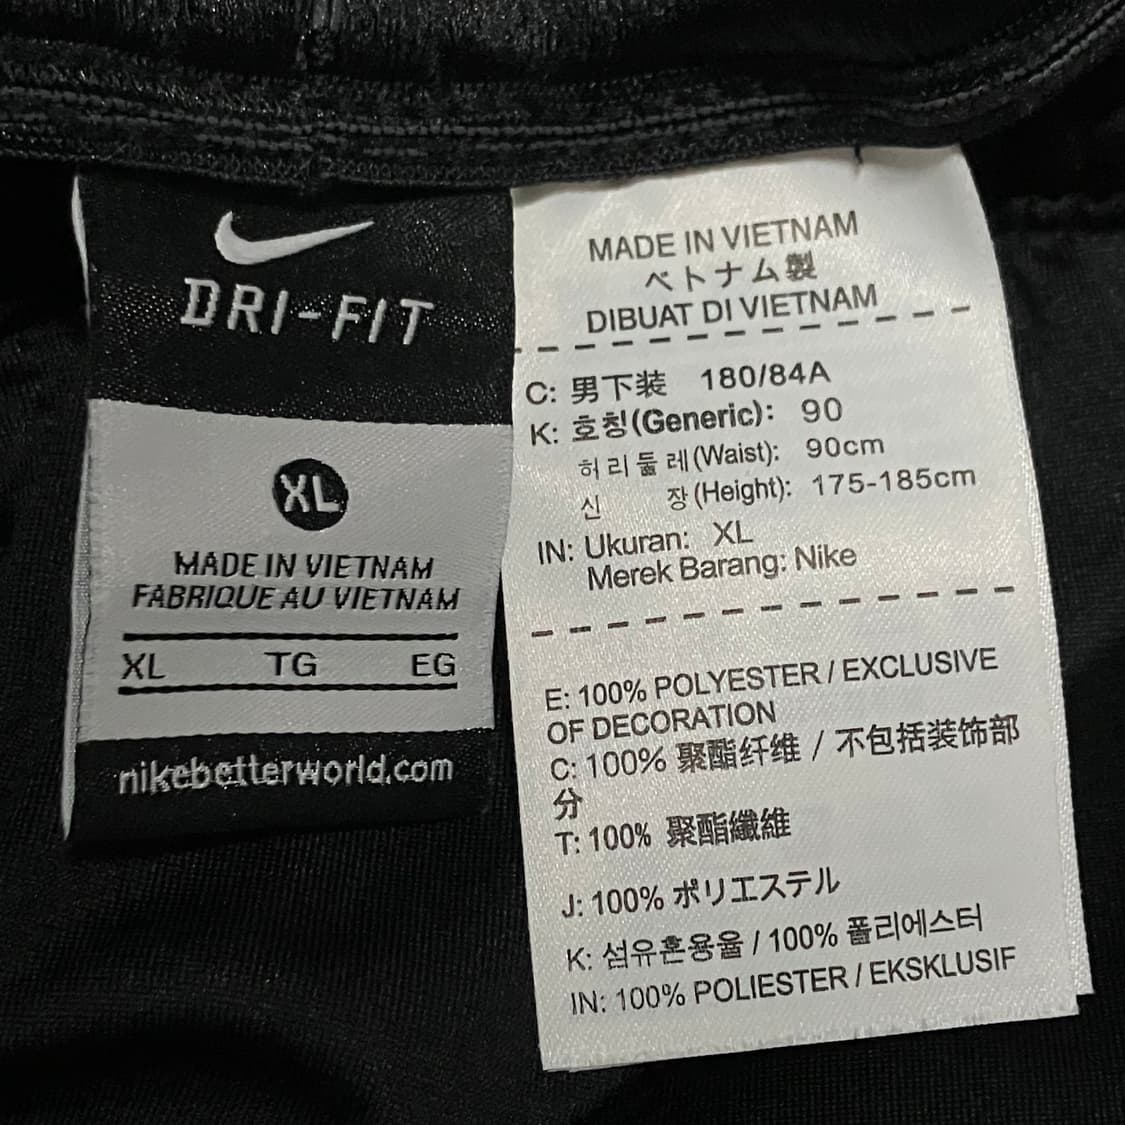 DRI-FIT
XL
MADE IN VIETNAM
FABRIQUE AU VIETNAM
XL TG EG
nikebetterworld.com
MADE IN VIETNAM
ベトナム製
DIBUAT DI VIETNAM
C: 男下装 180/84A
K: 호칭(Generic): 90
허리둘레(Waist): 90cm
신 장(Height): 175-185cm
IN: Ukuran: XL
Merek Barang: Nike
E: 100% POLYESTER / EXCLUSIVE
OF DECORATION
C: 100% 聚酯纤维 / 不包括装饰部
分
T: 100% 聚酯纖維
J: 100% ポリエステル
K: 섬유혼용율 / 100% 폴리에스터
IN: 100% POLIESTER / EKSKLUSIF